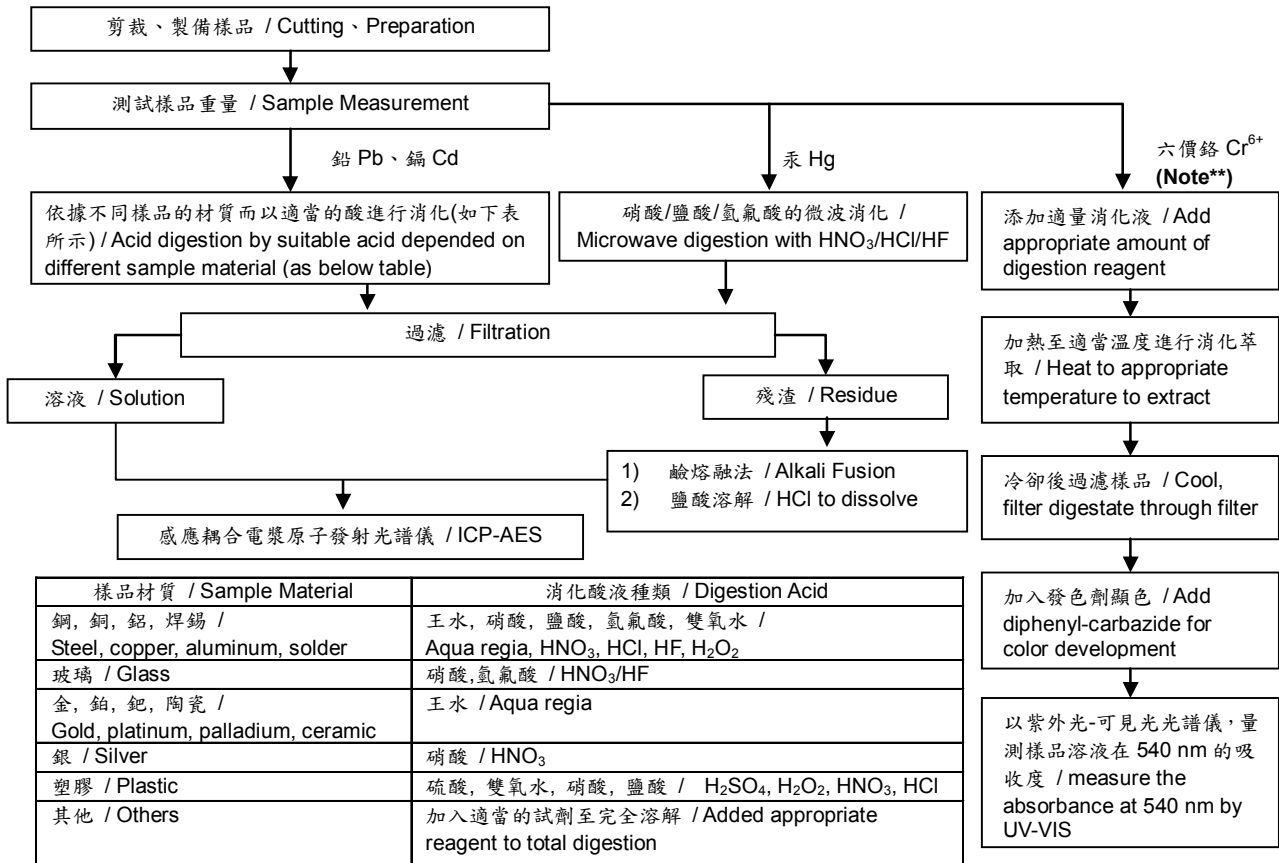 剪裁、製備樣品 / Cutting、Preparation
測試樣品重量 / Sample Measurement
鉛 Pb、鎘 Cd
汞 Hg
六價鉻 Cr⁶⁺
(Note**)
依據不同樣品的材質而以適當的酸進行消化(如下表
所示) / Acid digestion by suitable acid depended on
different sample material (as below table)
硝酸/鹽酸/氫氟酸的微波消化 /
Microwave digestion with HNO₃/HCl/HF
添加適量消化液 / Add
appropriate amount of
digestion reagent
過濾 / Filtration
加熱至適當溫度進行消化萃
取 / Heat to appropriate
temperature to extract
溶液 / Solution
殘渣 / Residue
1) 鹼熔融法 / Alkali Fusion
2) 鹽酸溶解 / HCl to dissolve
冷卻後過濾樣品 / Cool,
filter digestate through filter
感應耦合電漿原子發射光譜儀 / ICP-AES
加入發色劑顯色 / Add
diphenyl-carbazide for
color development
以紫外光-可見光光譜儀，量
測樣品溶液在 540 nm 的吸
收度 / measure the
absorbance at 540 nm by
UV-VIS
樣品材質 / Sample Material
消化酸液種類 / Digestion Acid
鋼, 銅, 鋁, 焊錫 /
Steel, copper, aluminum, solder
王水, 硝酸, 鹽酸, 氫氟酸, 雙氧水 /
Aqua regia, HNO₃, HCl, HF, H₂O₂
玻璃 / Glass
硝酸,氫氟酸 / HNO₃/HF
金, 鉑, 鈀, 陶瓷 /
Gold, platinum, palladium, ceramic
王水 / Aqua regia
銀 / Silver
硝酸 / HNO₃
塑膠 / Plastic
硫酸, 雙氧水, 硝酸, 鹽酸 / H₂SO₄, H₂O₂, HNO₃, HCl
其他 / Others
加入適當的試劑至完全溶解 / Added appropriate
reagent to total digestion